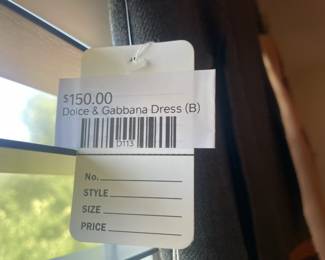 $150.00
Dolce & Gabbana Dress (B)
D113
No.
STYLE
SIZE
PRICE